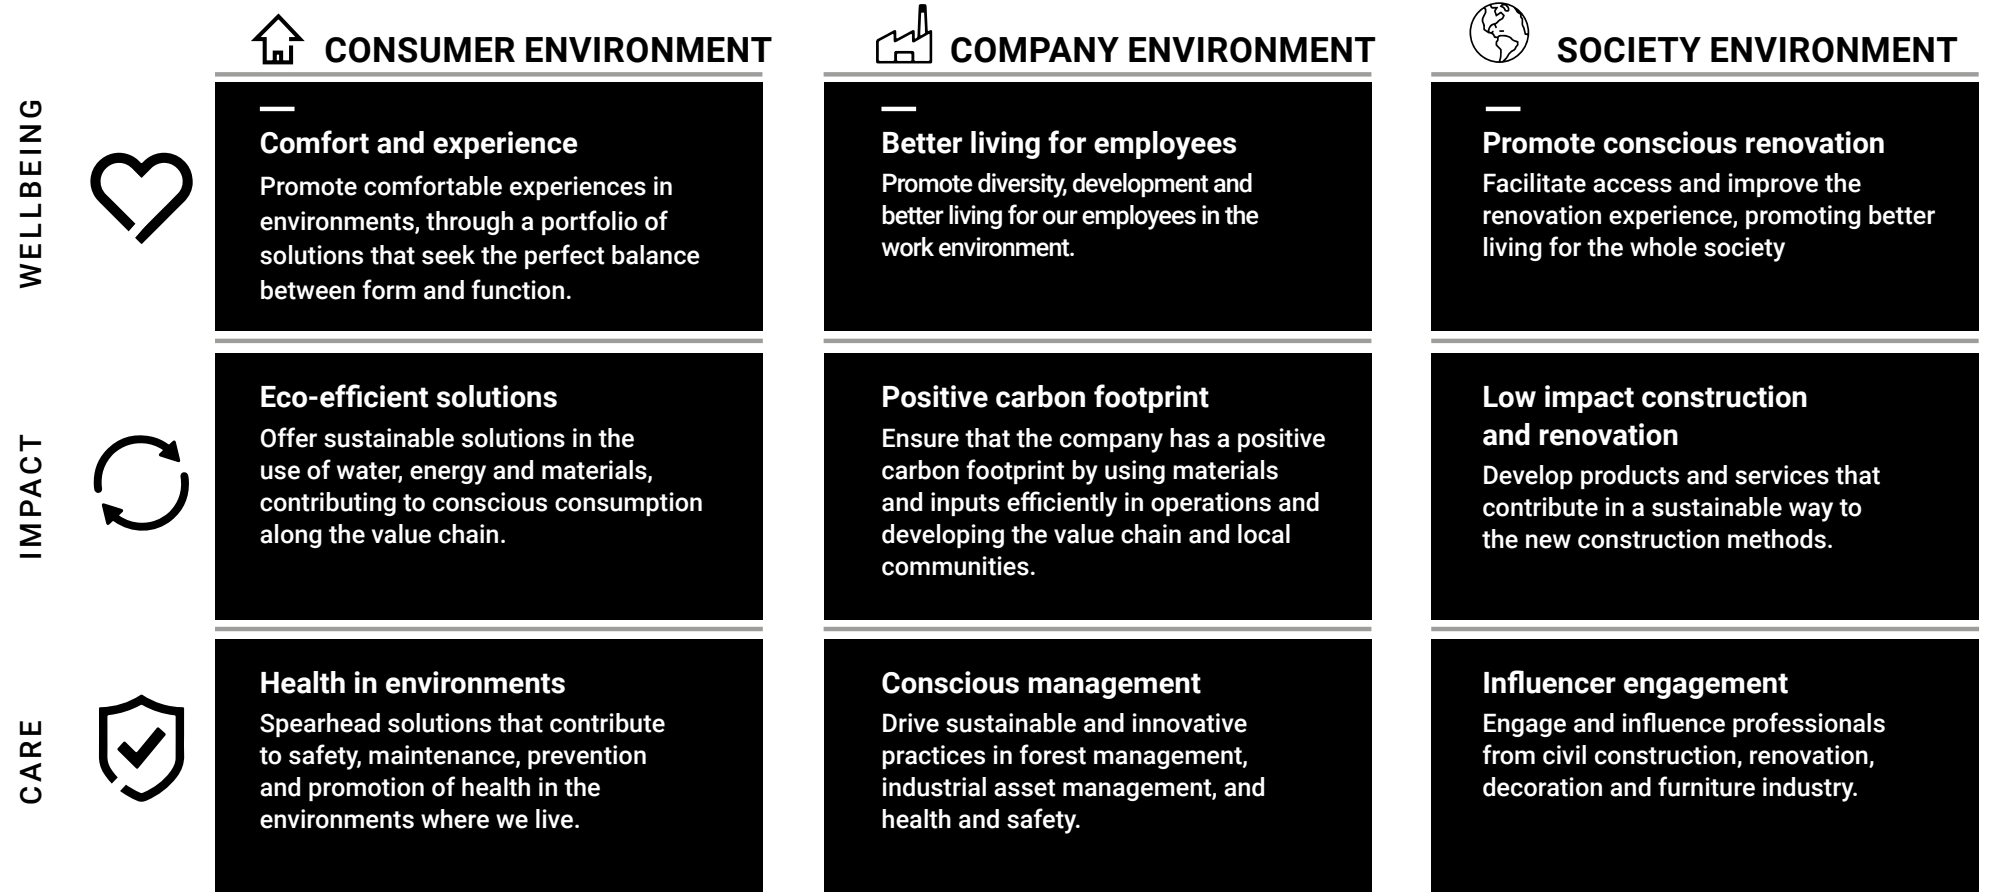 CONSUMER ENVIRONMENT
COMPANY ENVIRONMENT
SOCIETY ENVIRONMENT
WELLBEING
Comfort and experience
Promote comfortable experiences in
environments, through a portfolio of
solutions that seek the perfect balance
between form and function.
Better living for employees
Promote diversity, development and
better living for our employees in the
work environment.
Promote conscious renovation
Facilitate access and improve the
renovation experience, promoting better
living for the whole society
IMPACT
Eco-efficient solutions
Offer sustainable solutions in the
use of water, energy and materials,
contributing to conscious consumption
along the value chain.
Positive carbon footprint
Ensure that the company has a positive
carbon footprint by using materials
and inputs efficiently in operations and
developing the value chain and local
communities.
Low impact construction
and renovation
Develop products and services that
contribute in a sustainable way to
the new construction methods.
CARE
Health in environments
Spearhead solutions that contribute
to safety, maintenance, prevention
and promotion of health in the
environments where we live.
Conscious management
Drive sustainable and innovative
practices in forest management,
industrial asset management, and
health and safety.
Influencer engagement
Engage and influence professionals
from civil construction, renovation,
decoration and furniture industry.